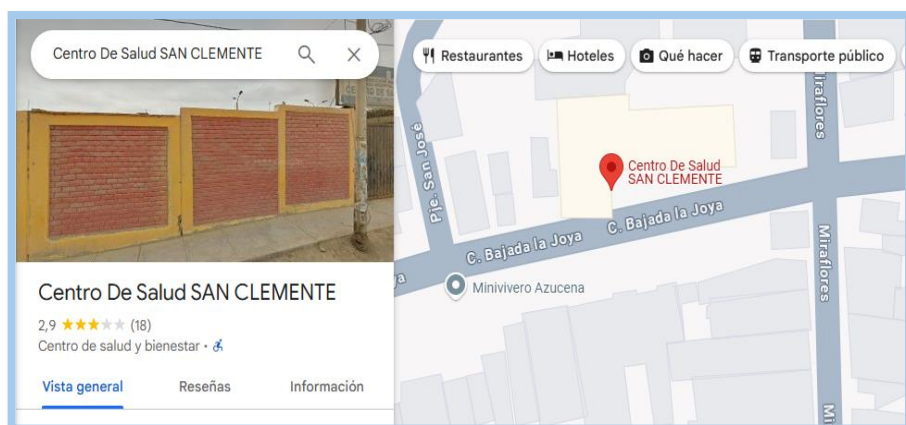 Centro De Salud SAN CLEMENTE
Centro De Salud SAN CLEMENTE
2,9 (18)
Centro de salud y bienestar
Vista general
Reseñas
Información
Restaurantes
Hoteles
Qué hacer
Transporte público
Pje. San José
Centro De Salud
SAN CLEMENTE
C. Bajada la Joya
C. Bajada la Joya
Minivivero Azucena
iraflores
Miraflores
Mi